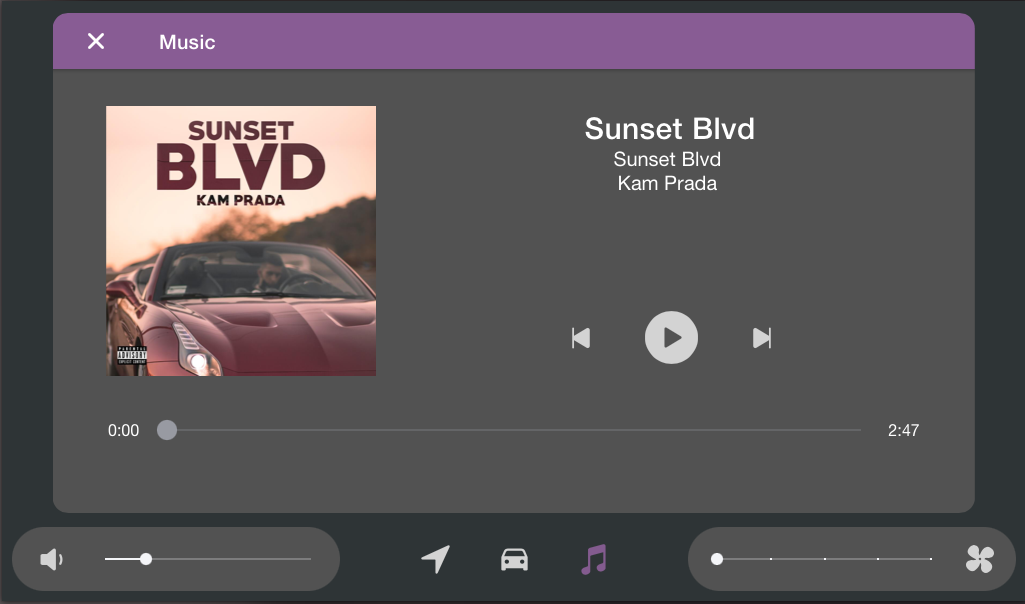 Music
SUNSET
BLVD
KAM PRADA
PARENTAL
ADVISORY
EXPLICIT CONTENT
Sunset Blvd
Sunset Blvd
Kam Prada
0:00
2:47